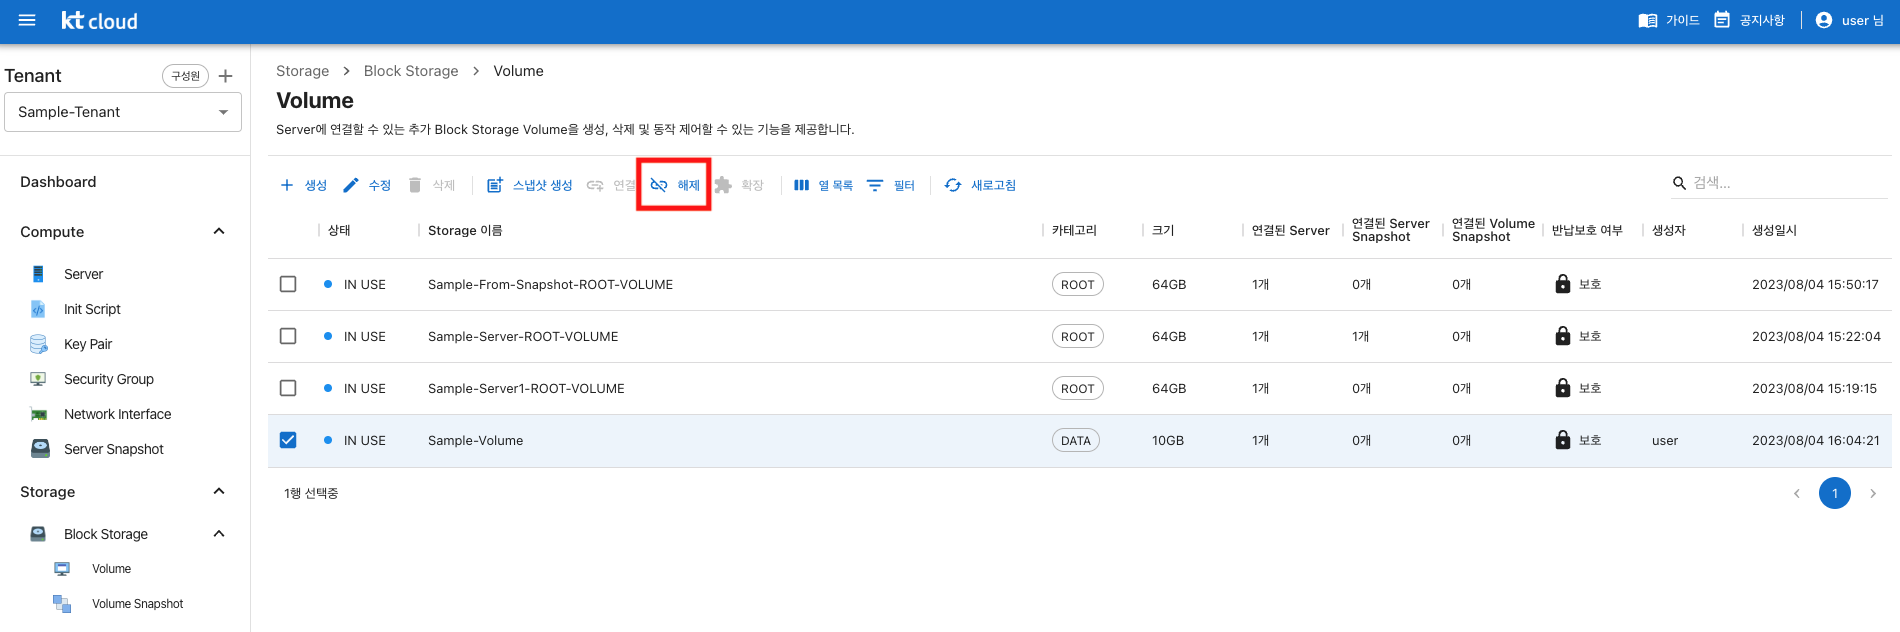 kt cloud
가이드
공지사항
user 님
Tenant
구성원
Sample-Tenant
Dashboard
Compute
Server
Init Script
Key Pair
Security Group
Network Interface
Server Snapshot
Storage
Block Storage
Volume
Volume Snapshot
Storage > Block Storage > Volume
Volume
Server에 연결할 수 있는 추가 Block Storage Volume을 생성, 삭제 및 동작 제어할 수 있는 기능을 제공합니다.
생성 수정 삭제 스냅샷 생성 연결 해제 확장 열 목록 필터 새로고침
검색...
상태 Storage 이름 카테고리 크기 연결된 Server 연결된 Server Snapshot 연결된 Volume Snapshot 반납보호 여부 생성자 생성일시
IN USE Sample-From-Snapshot-ROOT-VOLUME ROOT 64GB 1개 0개 0개 보호 2023/08/04 15:50:17
IN USE Sample-Server-ROOT-VOLUME ROOT 64GB 1개 1개 0개 보호 2023/08/04 15:22:04
IN USE Sample-Server1-ROOT-VOLUME ROOT 64GB 1개 0개 0개 보호 2023/08/04 15:19:15
IN USE Sample-Volume DATA 10GB 1개 0개 0개 보호 user 2023/08/04 16:04:21
1행 선택중
1